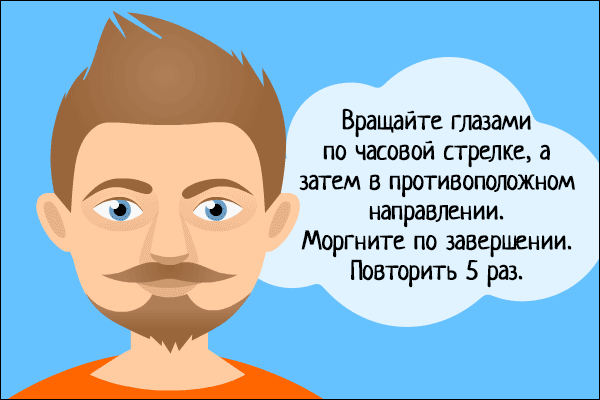 Вращайте глазами
по часовой стрелке, а
затем в противоположном
направлении.
Моргните по завершении.
Повторить 5 раз.